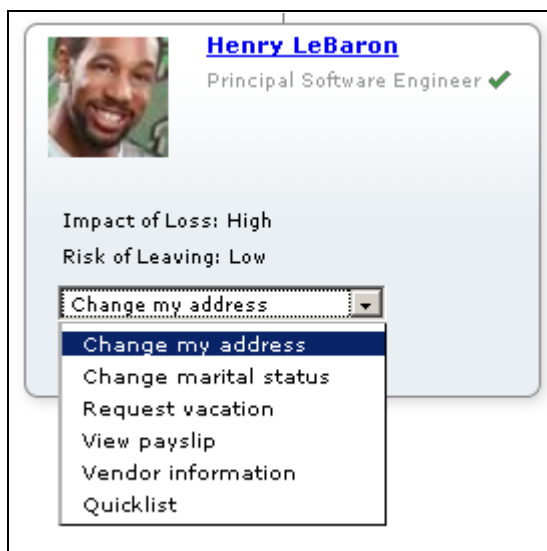 Henry LeBaron
Principal Software Engineer
Impact of Loss: High
Risk of Leaving: Low
Change my address
Change my address
Change marital status
Request vacation
View payslip
Vendor information
Quicklist